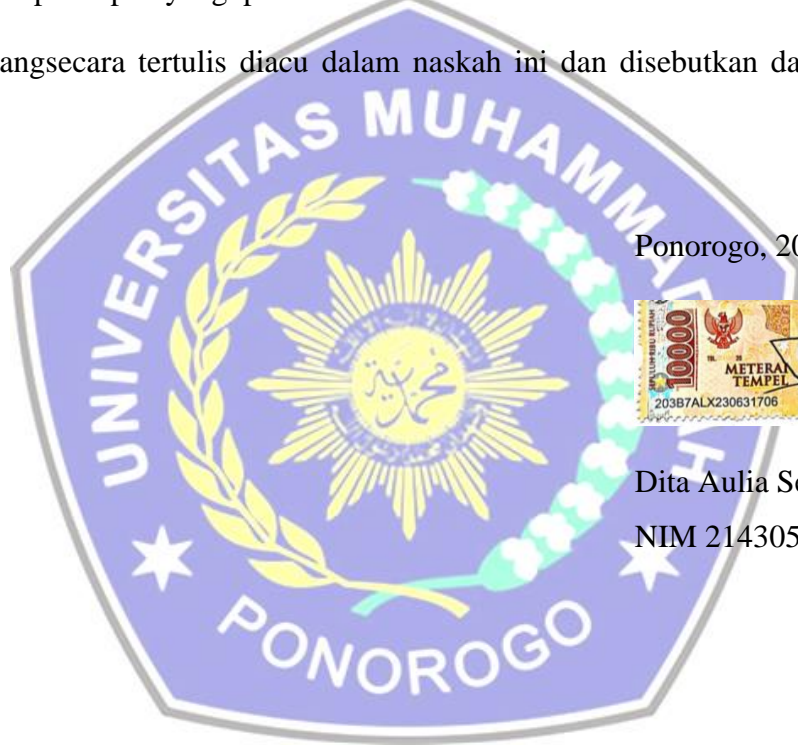 angsecara tertulis diacu dalam naskah ini dan disebutkan da
UNIVERSITAS MUHAMMADIYAH
Ponorogo, 20
10000
METERAI
TEMPEL
203B7ALX230631706
Dita Aulia S
NIM 214305
PONOROGO